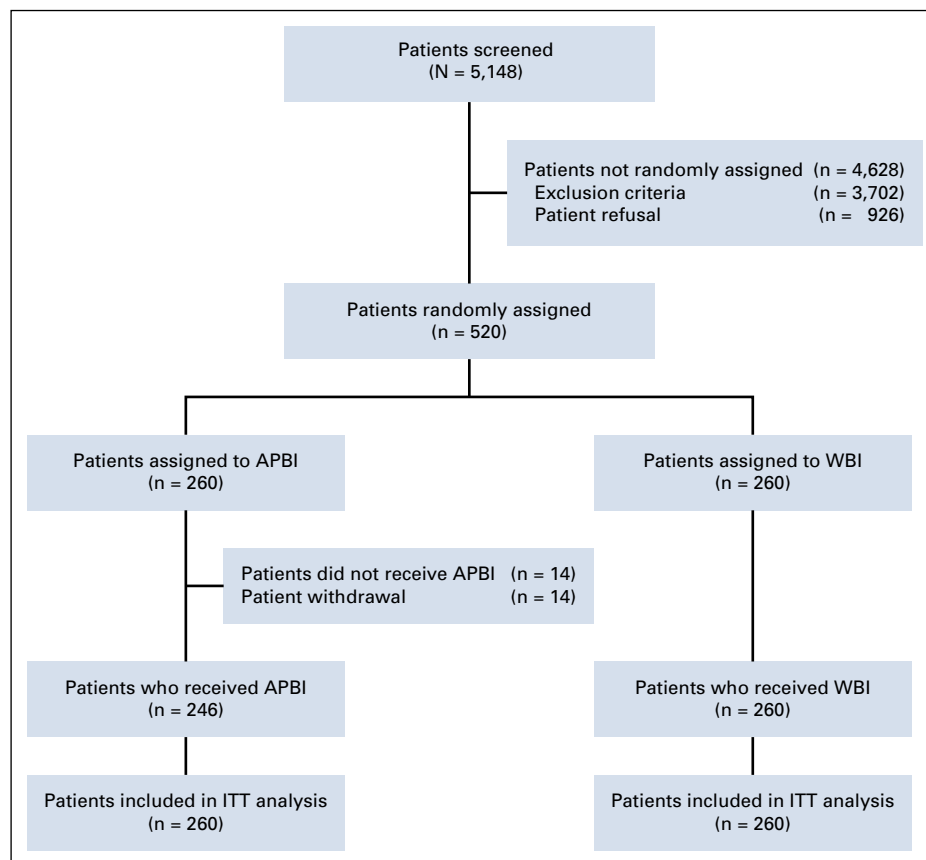 Patients screened
(N = 5,148)
Patients not randomly assigned (n = 4,628)
Exclusion criteria (n = 3,702)
Patient refusal (n = 926)
Patients randomly assigned
(n = 520)
Patients assigned to APBI
(n = 260)
Patients assigned to WBI
(n = 260)
Patients did not receive APBI (n = 14)
Patient withdrawal (n = 14)
Patients who received APBI
(n = 246)
Patients who received WBI
(n = 260)
Patients included in ITT analysis
(n = 260)
Patients included in ITT analysis
(n = 260)